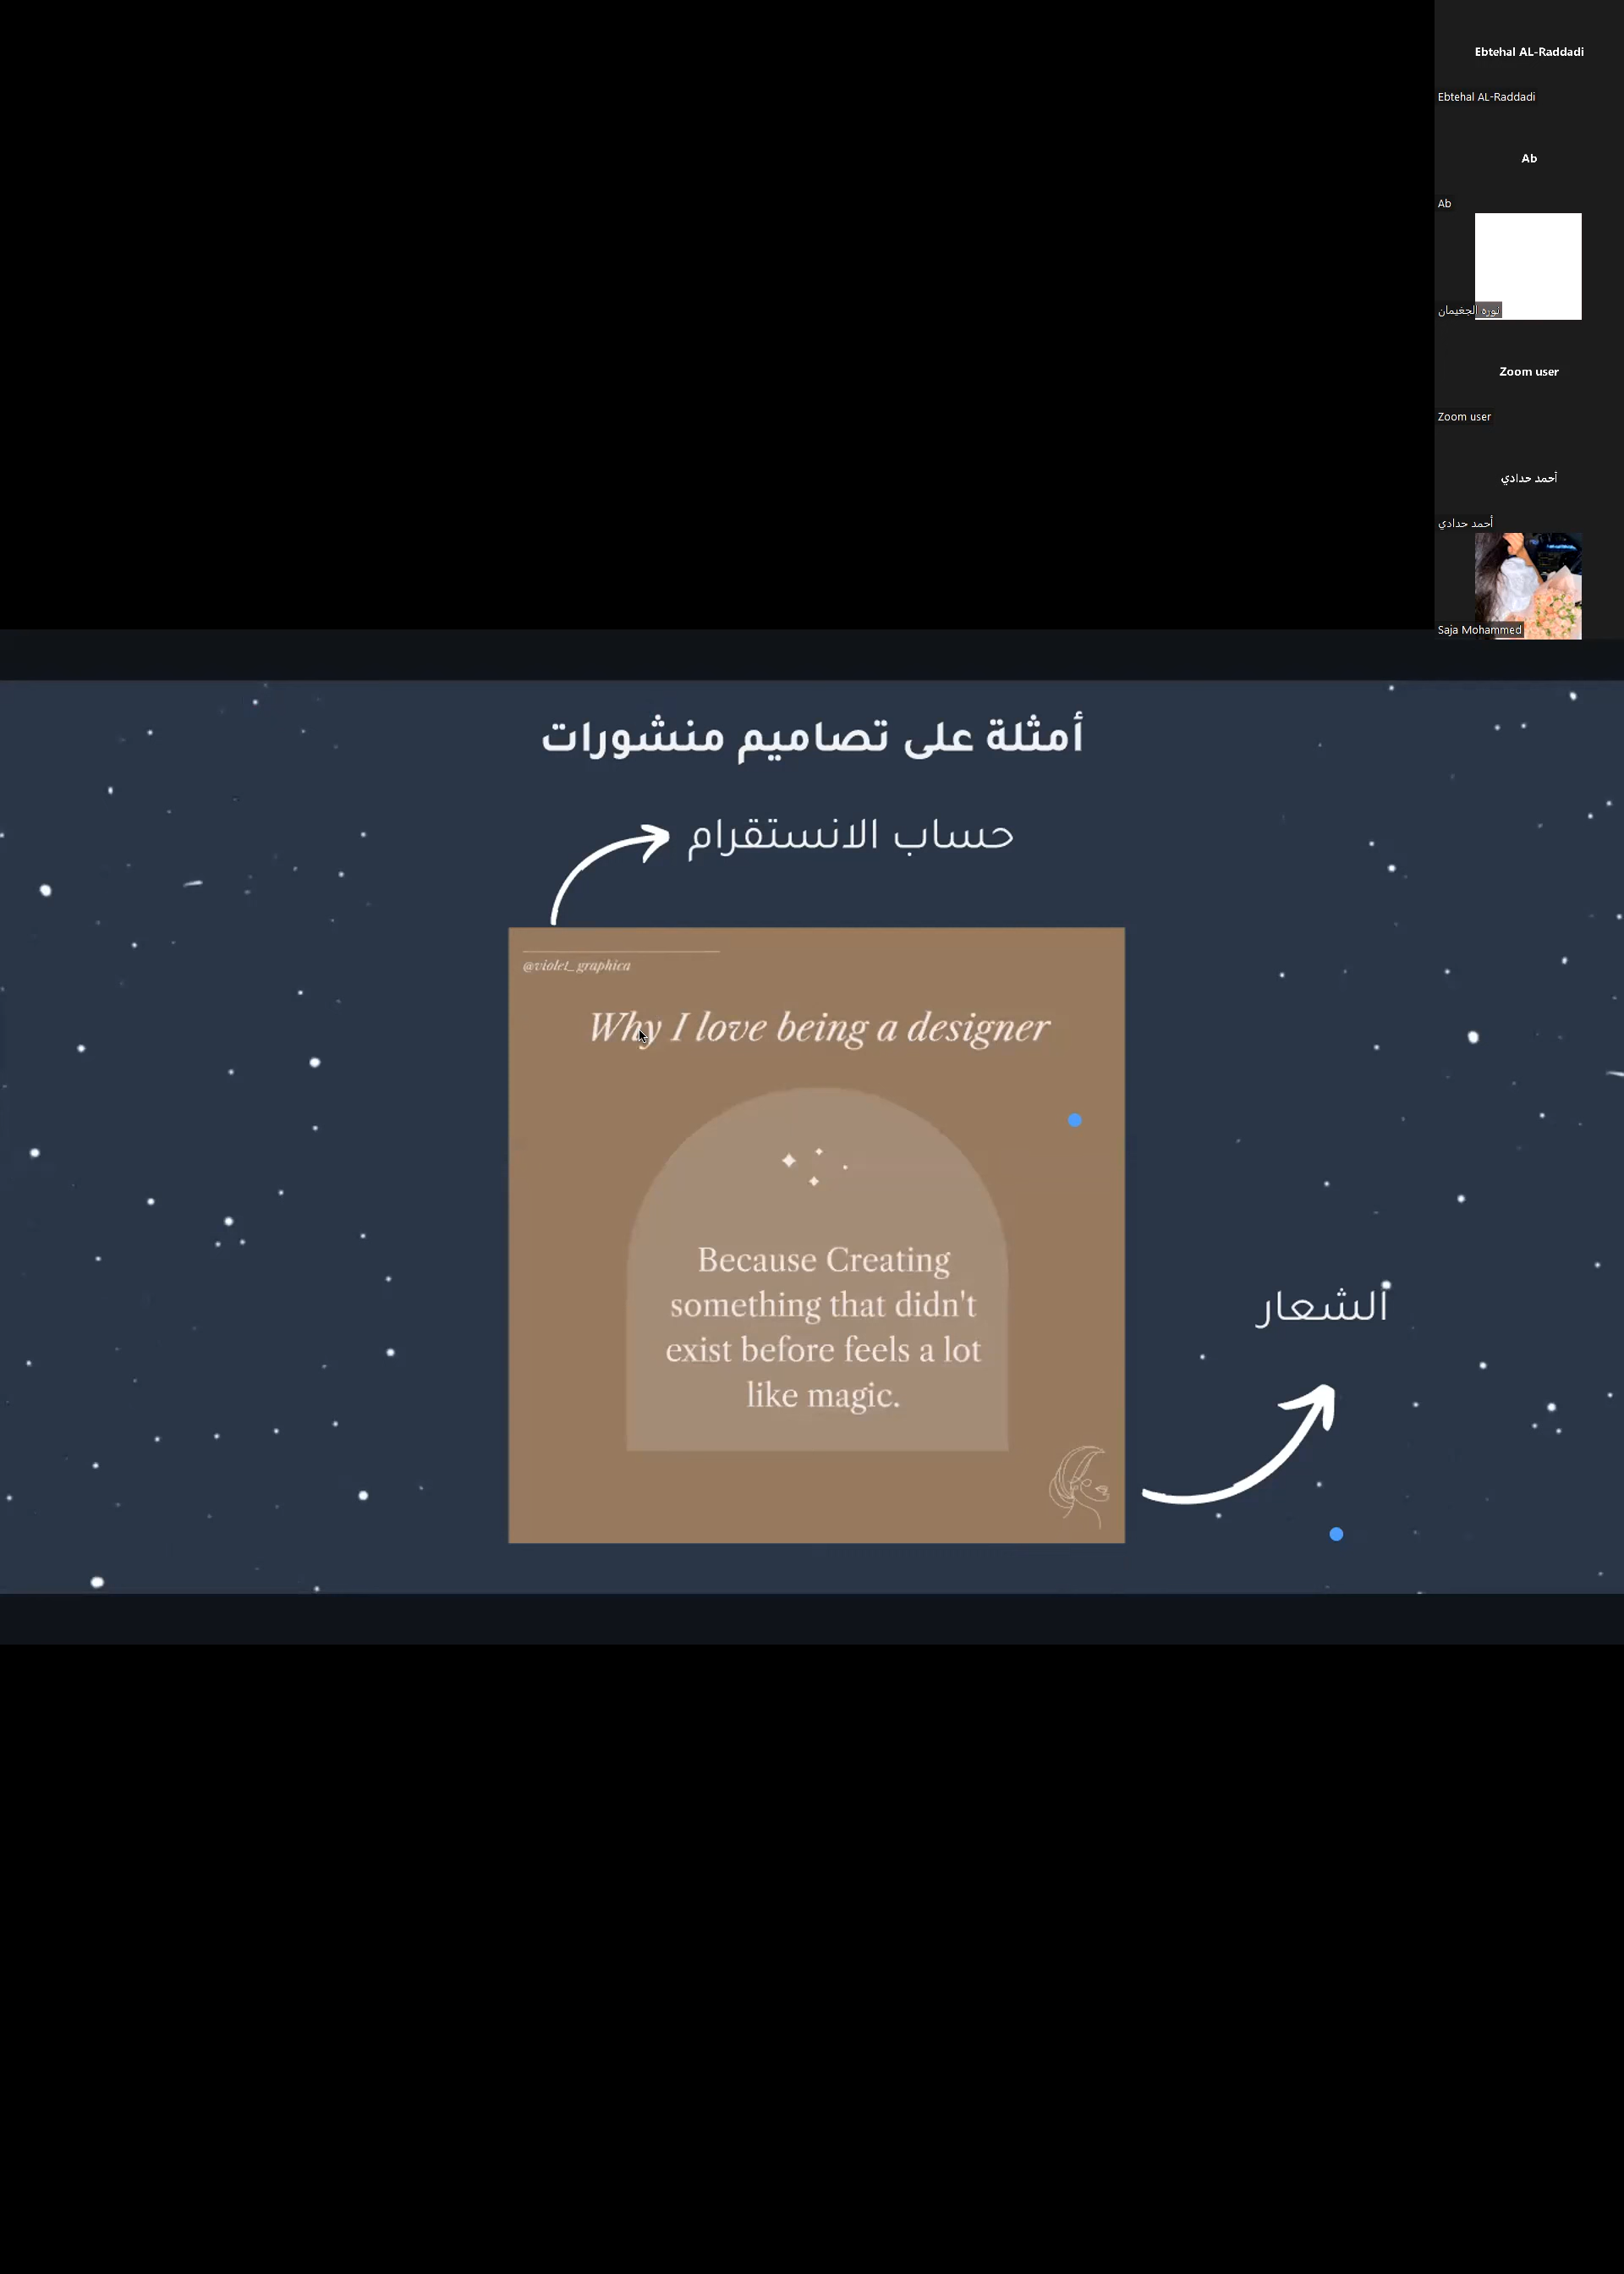 Ebtehal AL-Raddadi
Ebtehal AL-Raddadi
Ab
Ab
نوره الجغيمان
Zoom user
Zoom user
أحمد حدادي
أحمد حدادي
Saja Mohammed
أمثلة على تصاميم منشورات
حساب الانستقرام
@violet_graphica
Why I love being a designer
Because Creating
something that didn't
exist before feels a lot
like magic.
الشعار